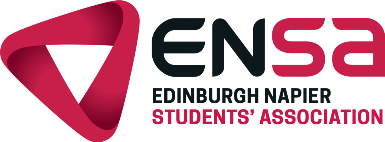 ENSa
EDINBURGH NAPIER
STUDENTS' ASSOCIATION